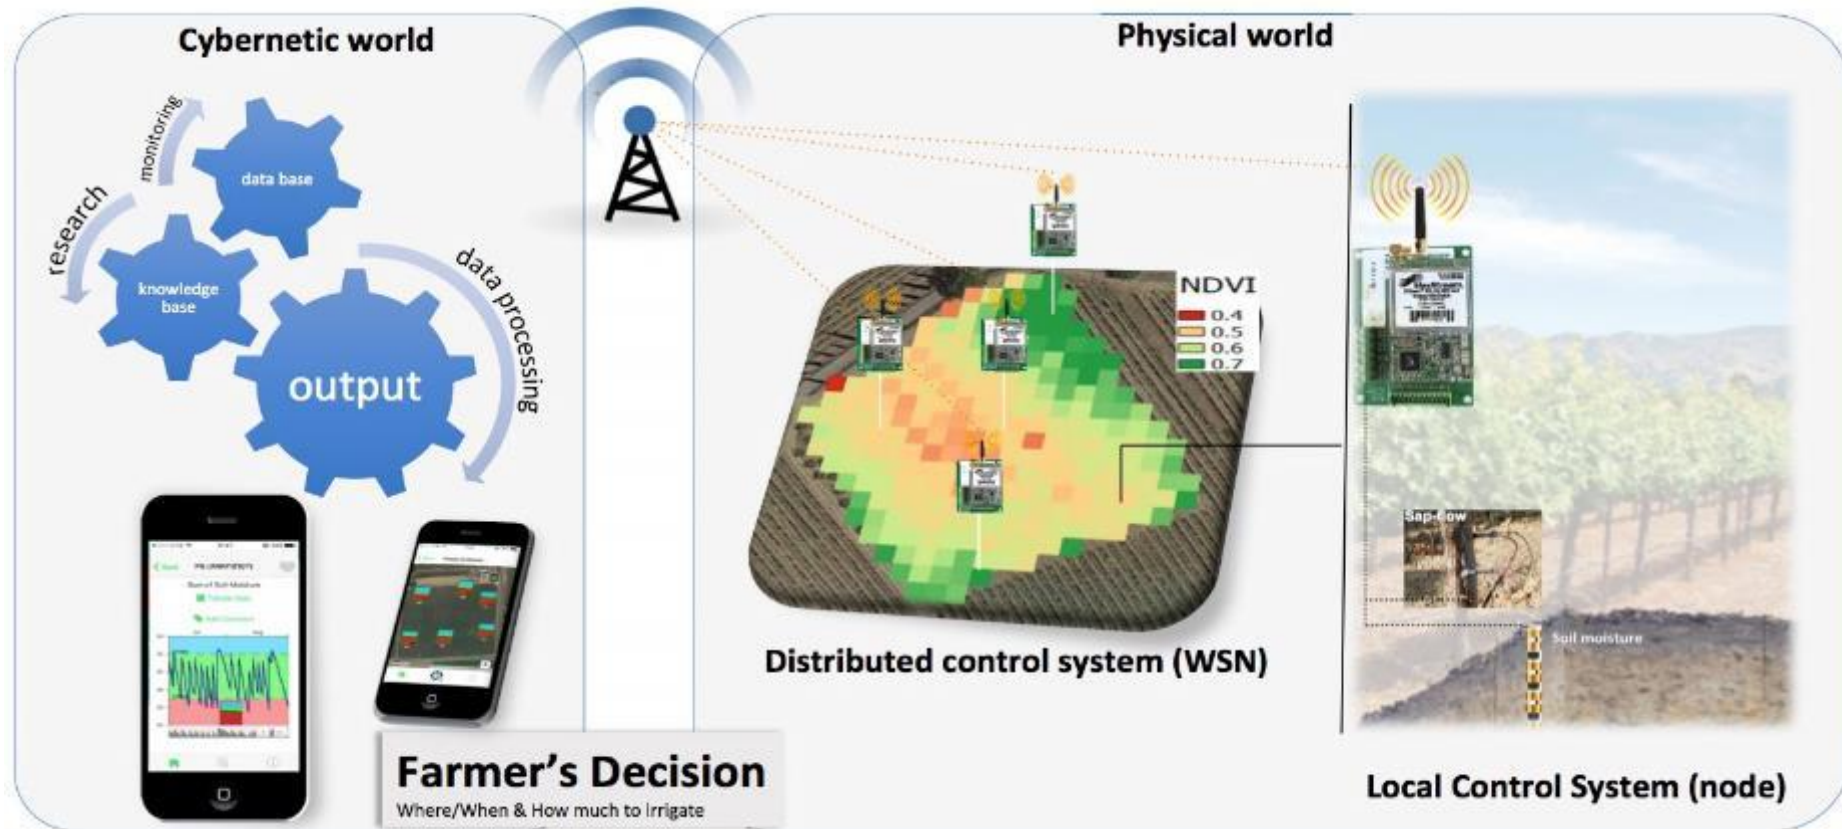 Cybernetic world
Physical world
monitoring
data base
research
knowledge
base
data processing
output
NDVI
0.4
0.5
0.6
0.7
Sap-flow
Soil moisture
Distributed control system (WSN)
Local Control System (node)
Farmer's Decision
Where/When & How much to Irrigate